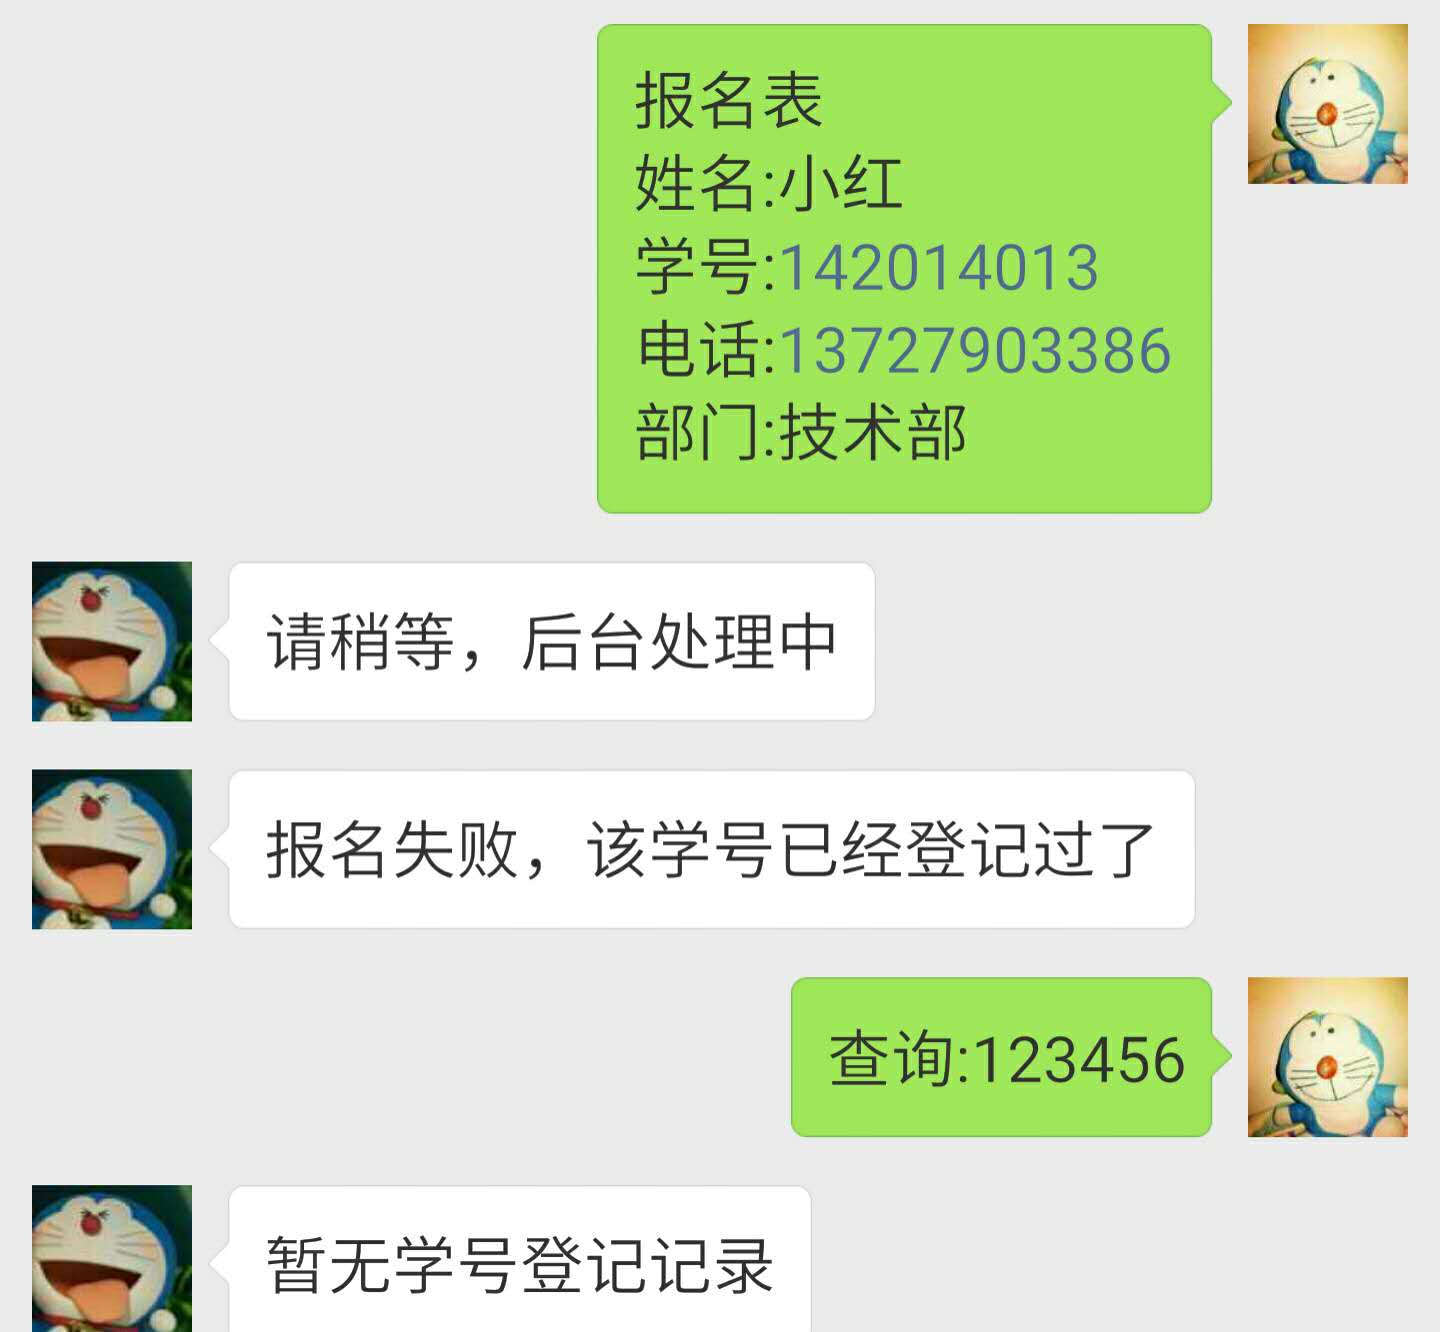 报名表
姓名:小红
学号:142014013
电话:13727903386
部门:技术部
请稍等，后台处理中
报名失败，该学号已经登记过了
查询:123456
暂无学号登记记录